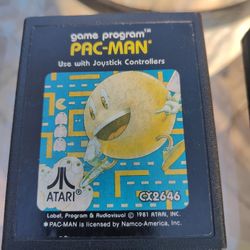 game program™
PAC-MAN*
Use with Joystick Controllers
ATARI®
CX2646
Label, Program & Audiovisual © 1981 ATARI, INC.
* PAC-MAN is licensed by Namco-America, Inc.